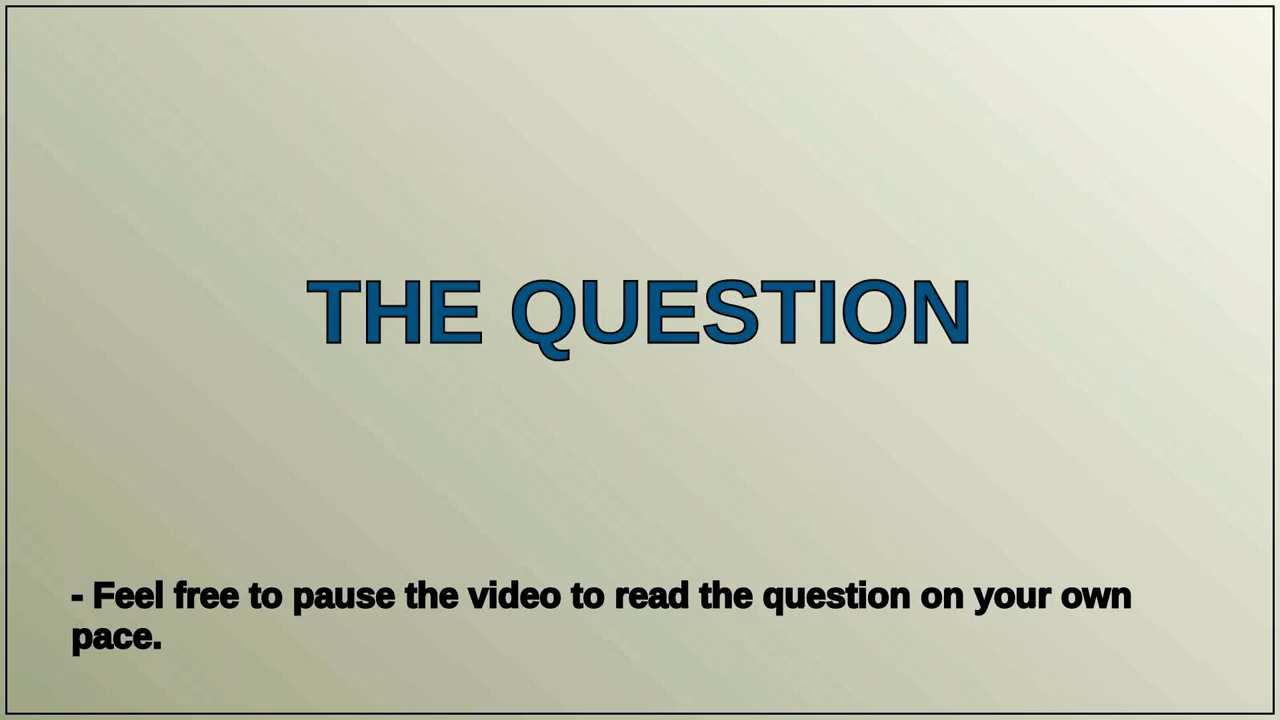 THE QUESTION
- Feel free to pause the video to read the question on your own
pace.